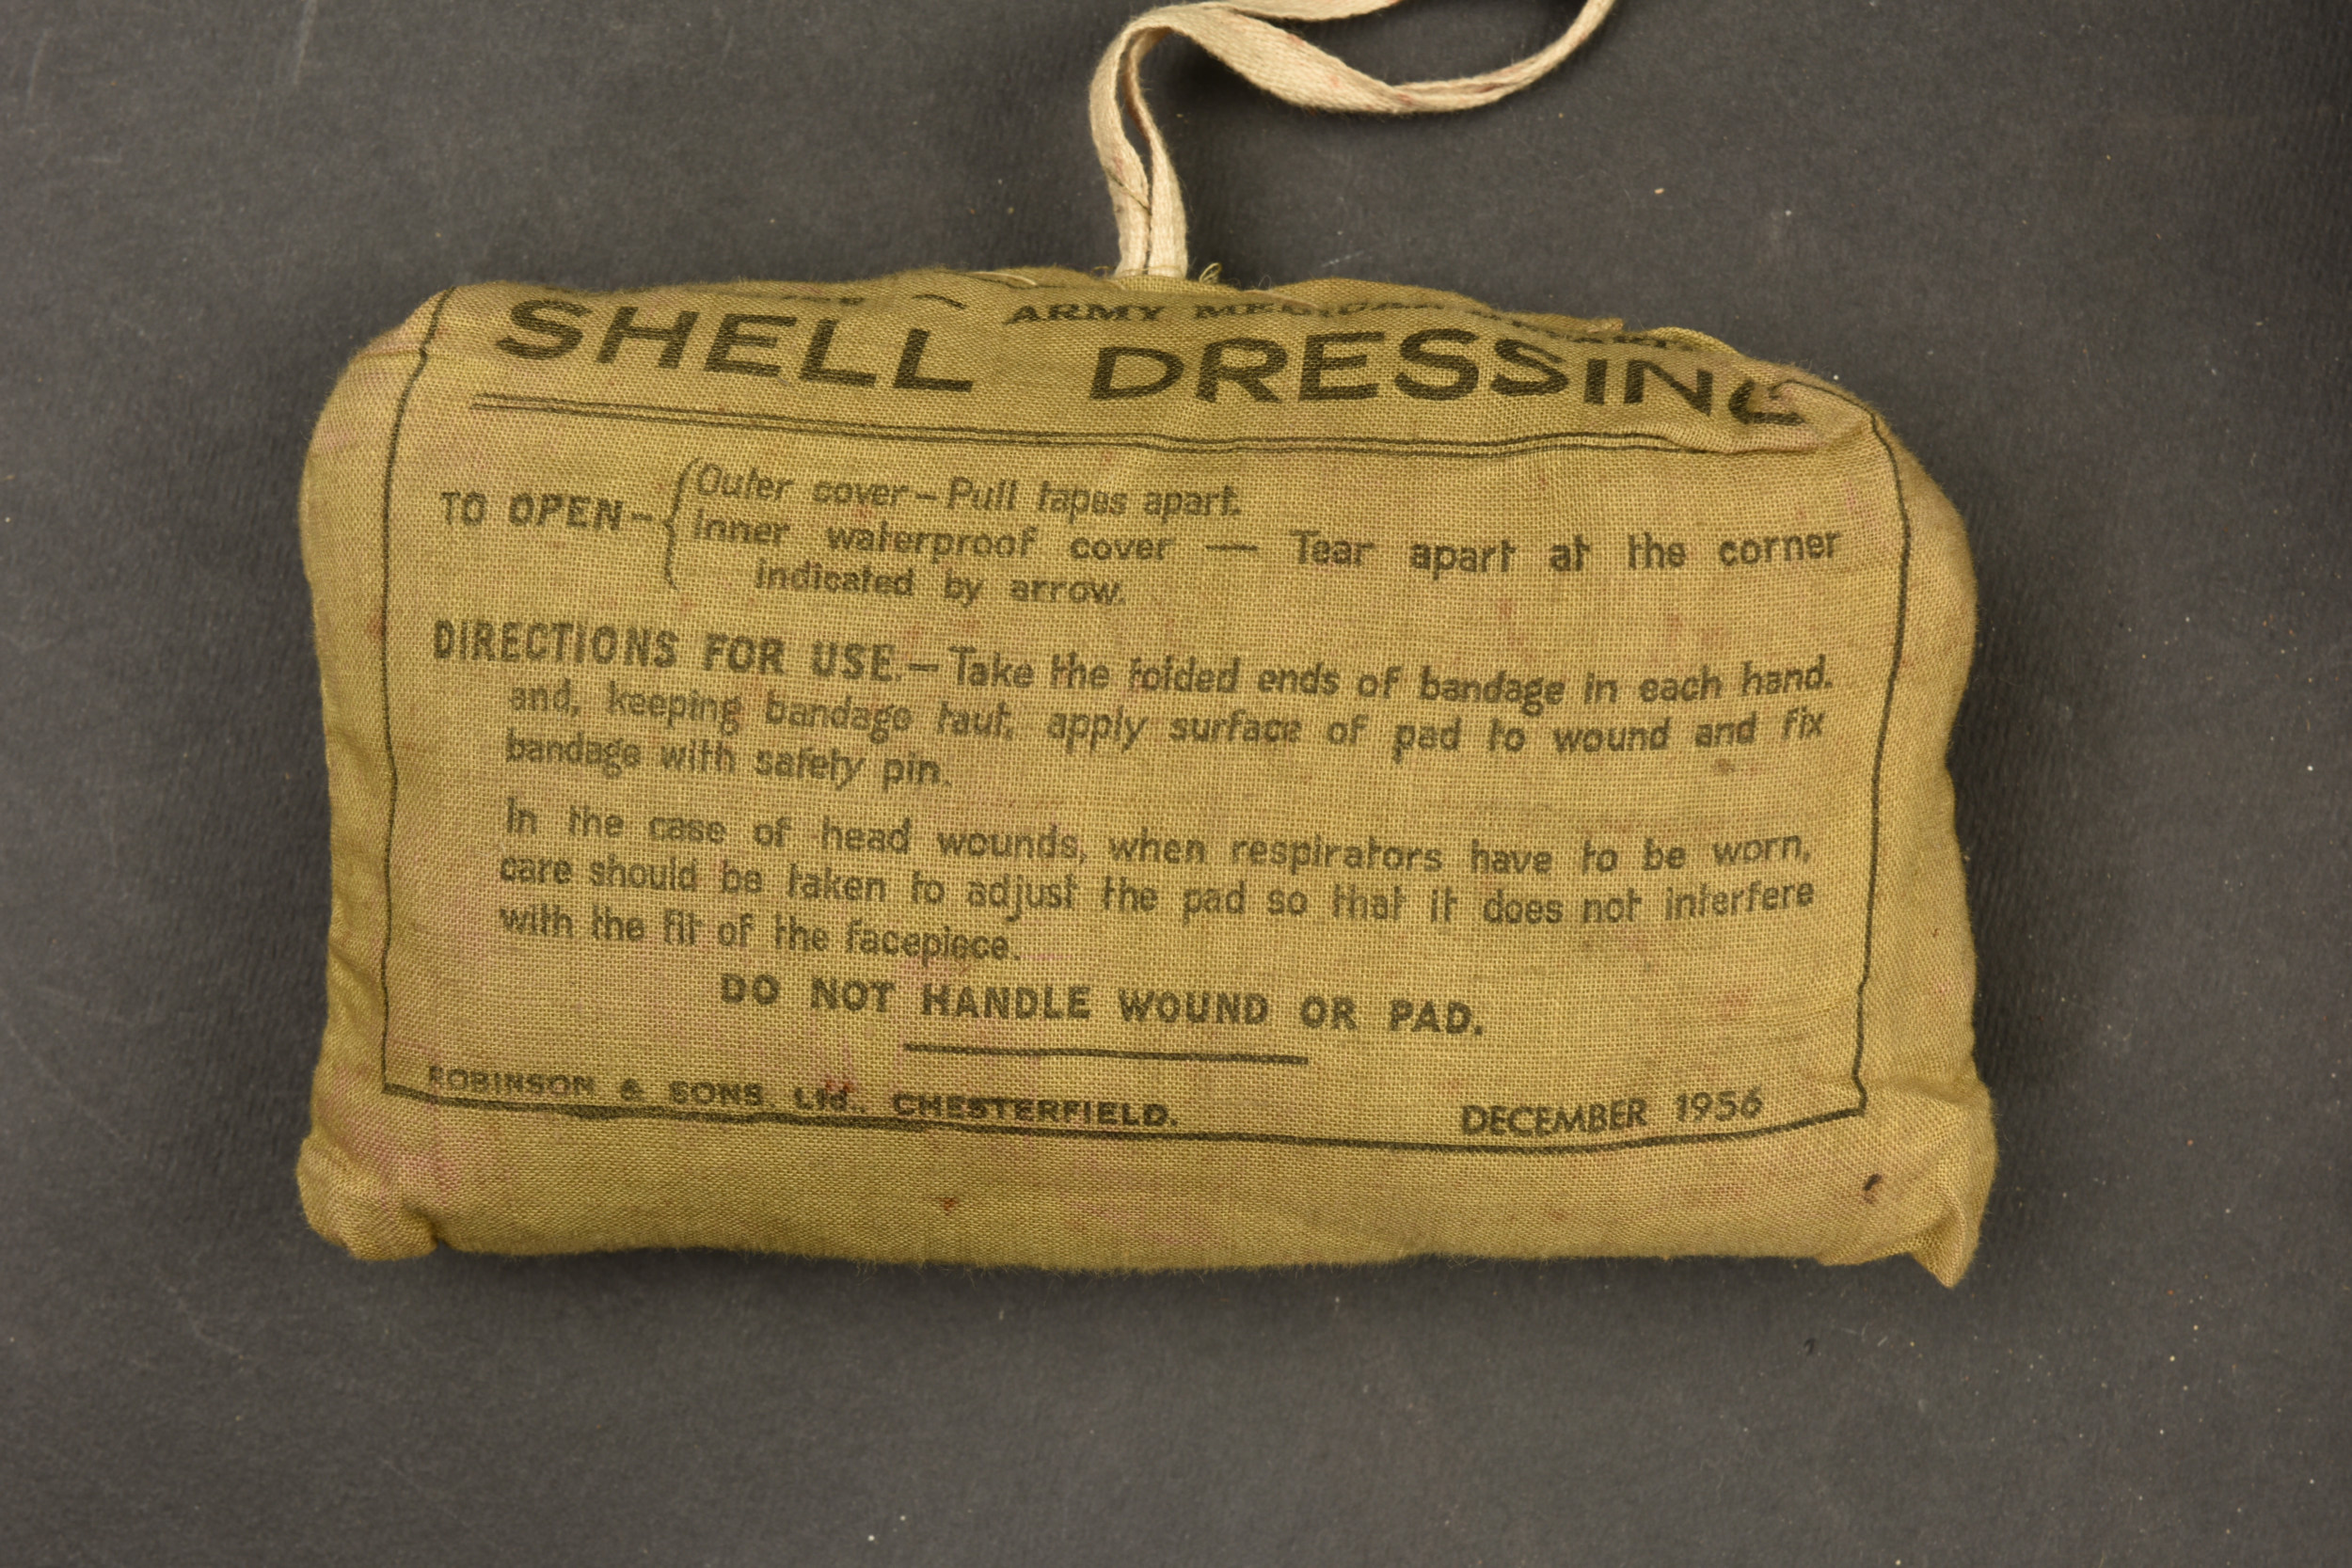 ARMY MEDICAL
SHELL DRESSING
TO OPEN— { Outer cover—Pull tapes apart.
Inner waterproof cover — Tear apart at the corner
indicated by arrow.
DIRECTIONS FOR USE.—Take the folded ends of bandage in each hand.
and, keeping bandage taut, apply surface of pad to wound and fix
bandage with safety pin.
In the case of head wounds, when respirators have to be worn,
care should be taken to adjust the pad so that it does not interfere
with the fit of the facepiece.
DO NOT HANDLE WOUND OR PAD.
ROBINSON & SONS Ltd., CHESTERFIELD. DECEMBER 1956